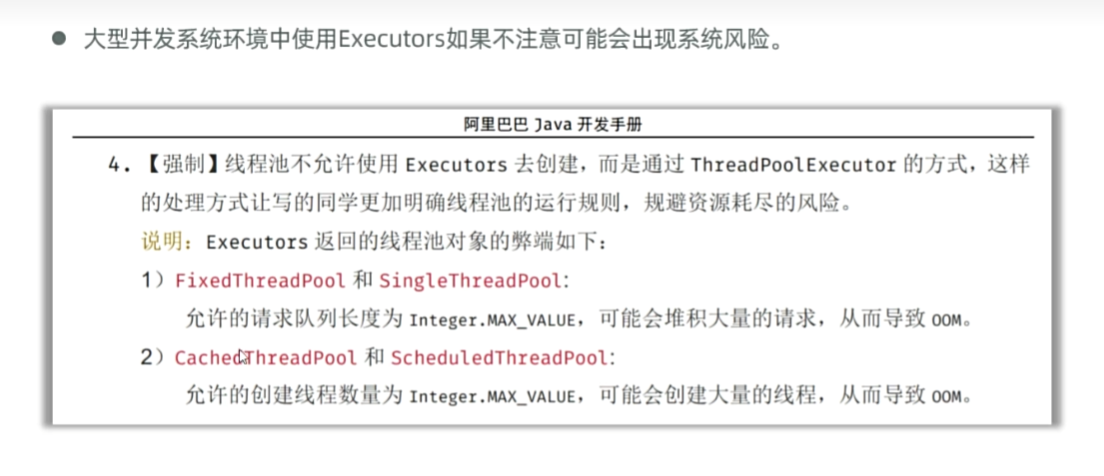 大型并发系统环境中使用Executors如果不注意可能会出现系统风险。
阿里巴巴 Java 开发手册
4. 【强制】线程池不允许使用 Executors 去创建，而是通过 ThreadPoolExecutor 的方式，这样
的处理方式让写的同学更加明确线程池的运行规则，规避资源耗尽的风险。
说明：Executors 返回的线程池对象的弊端如下：
1）FixedThreadPool 和 SingleThreadPool:
允许的请求队列长度为 Integer.MAX_VALUE，可能会堆积大量的请求，从而导致 OOM。
2）CachedThreadPool 和 ScheduledThreadPool:
允许的创建线程数量为 Integer.MAX_VALUE，可能会创建大量的线程，从而导致 OOM。